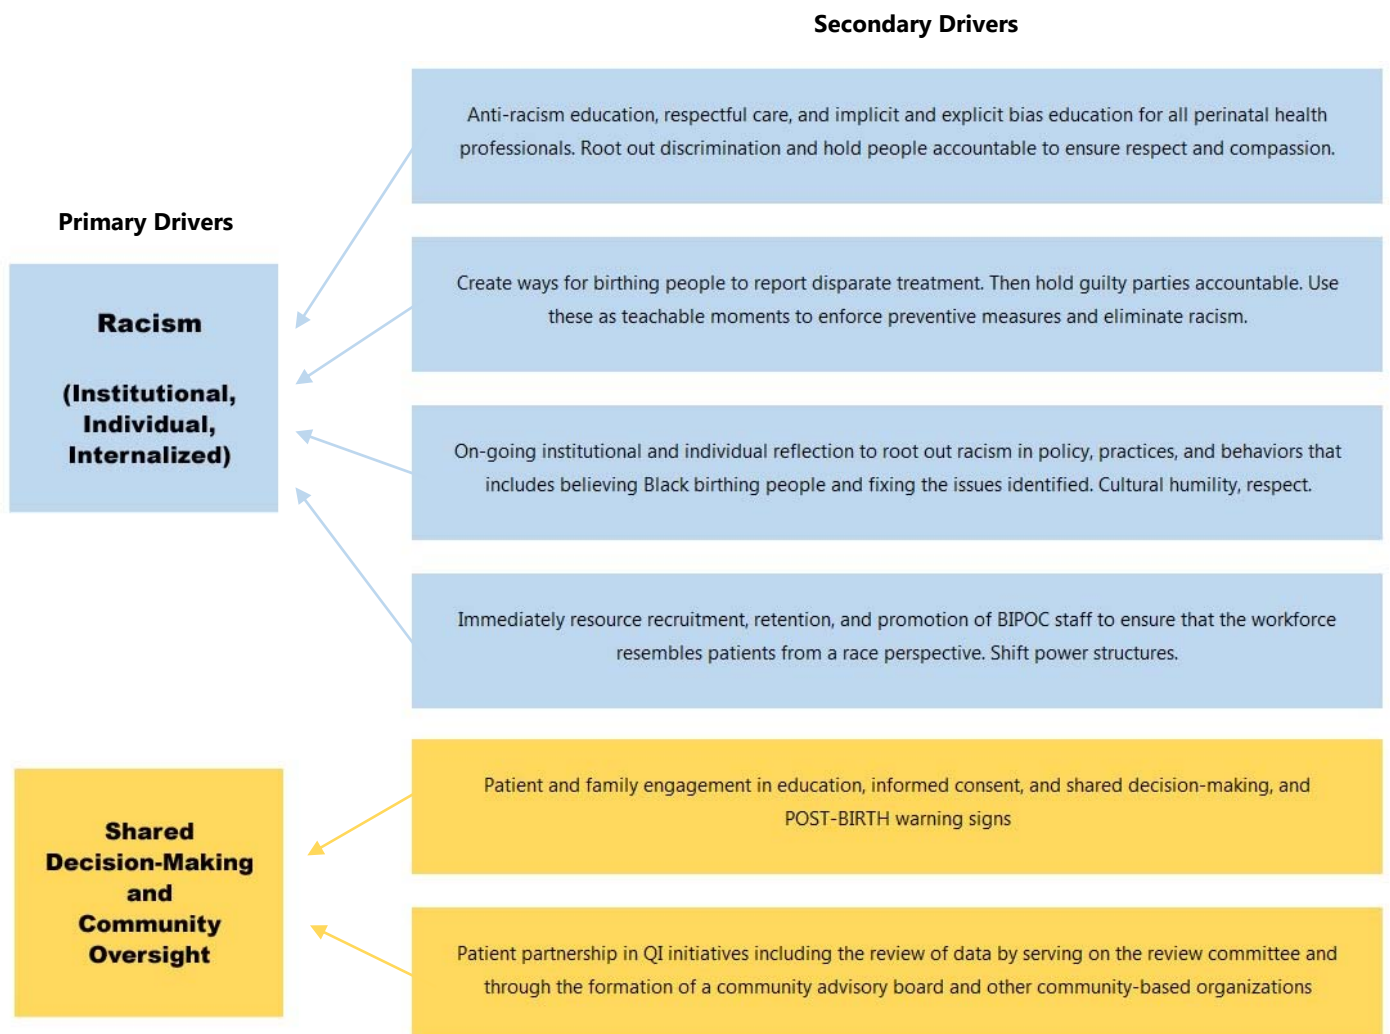 Secondary Drivers
Anti-racism education, respectful care, and implicit and explicit bias education for all perinatal health
professionals. Root out discrimination and hold people accountable to ensure respect and compassion.
Primary Drivers
Racism
(Institutional,
Individual,
Internalized)
Create ways for birthing people to report disparate treatment. Then hold guilty parties accountable. Use
these as teachable moments to enforce preventive measures and eliminate racism.
On-going institutional and individual reflection to root out racism in policy, practices, and behaviors that
includes believing Black birthing people and fixing the issues identified. Cultural humility, respect.
Immediately resource recruitment, retention, and promotion of BIPOC staff to ensure that the workforce
resembles patients from a race perspective. Shift power structures.
Shared
Decision-Making
and
Community
Oversight
Patient and family engagement in education, informed consent, and shared decision-making, and
POST-BIRTH warning signs
Patient partnership in QI initiatives including the review of data by serving on the review committee and
through the formation of a community advisory board and other community-based organizations